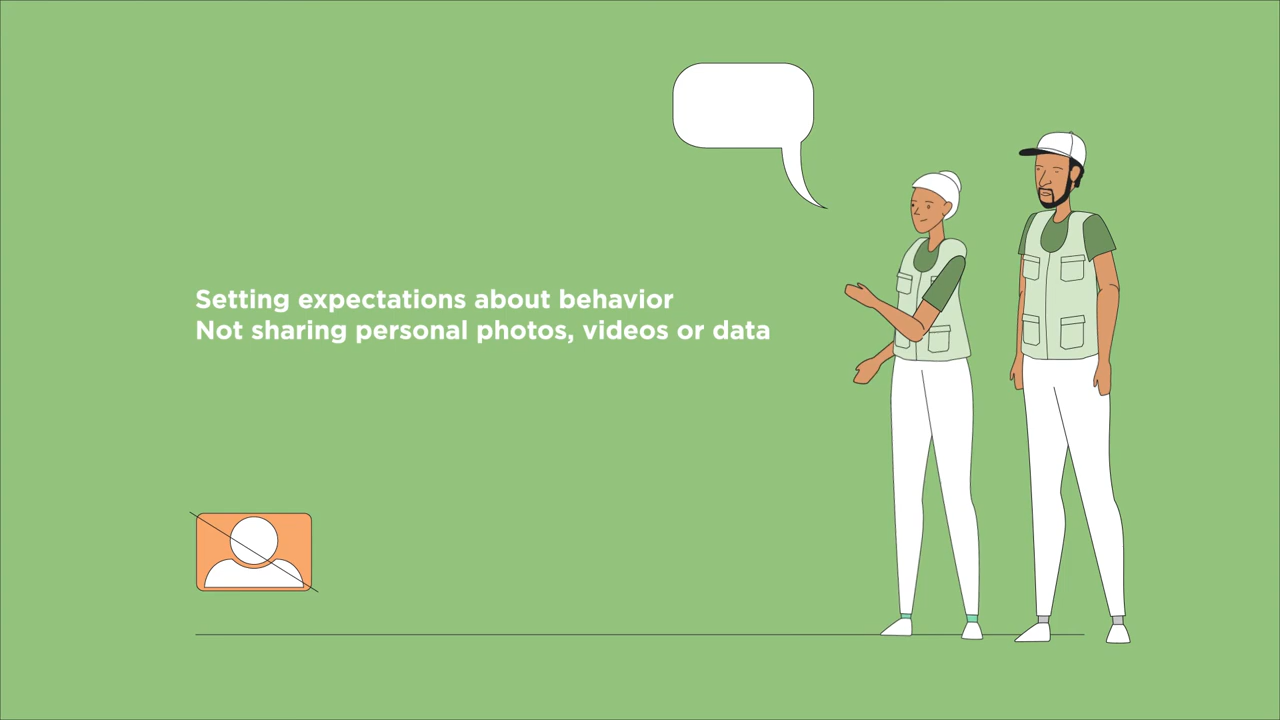 Setting expectations about behavior
Not sharing personal photos, videos or data